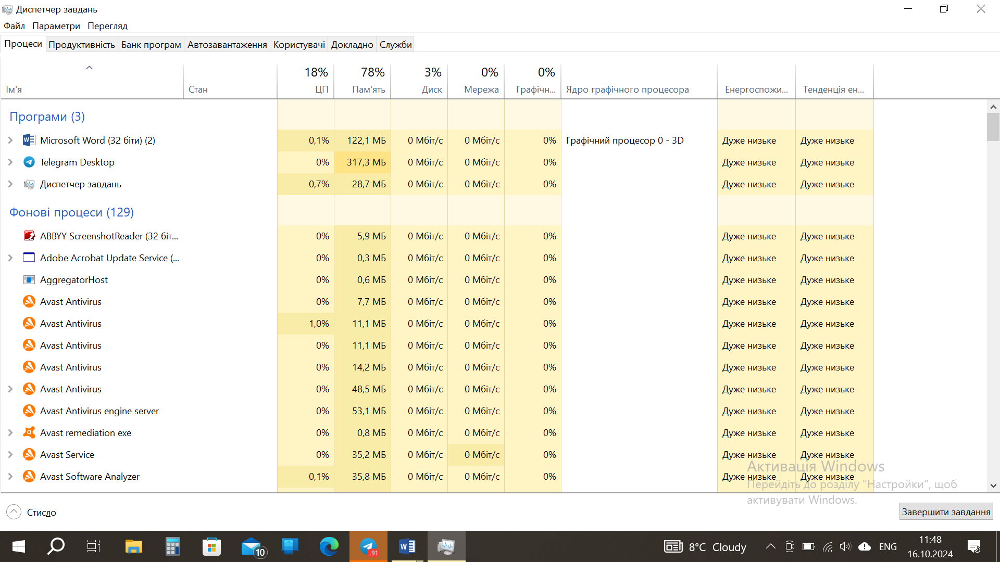 Диспетчер завдань
Файл Параметри Перегляд
Процеси Продуктивність Банк програм Автозавантаження Користувачі Докладно Служби
18% 78% 3% 0% 0%
Ім'я Стан ЦП Пам'ять Диск Мережа Графічн... Ядро графічного процесора Енергоспожи... Тенденція ен...
Програми (3)
Microsoft Word (32 біти) (2) 0,1% 122,1 МБ 0 Мбіт/с 0 Мбіт/с 0% Графічний процесор 0 - 3D Дуже низьке Дуже низьке
Telegram Desktop 0% 317,3 МБ 0 Мбіт/с 0 Мбіт/с 0% Дуже низьке Дуже низьке
Диспетчер завдань 0,7% 28,7 МБ 0 Мбіт/с 0 Мбіт/с 0% Дуже низьке Дуже низьке
Фонові процеси (129)
ABBYY ScreenshotReader (32 біт... 0% 5,9 МБ 0 Мбіт/с 0 Мбіт/с 0% Дуже низьке Дуже низьке
Adobe Acrobat Update Service (... 0% 0,3 МБ 0 Мбіт/с 0 Мбіт/с 0% Дуже низьке Дуже низьке
AggregatorHost 0% 0,6 МБ 0 Мбіт/с 0 Мбіт/с 0% Дуже низьке Дуже низьке
Avast Antivirus 0% 7,7 МБ 0 Мбіт/с 0 Мбіт/с 0% Дуже низьке Дуже низьке
Avast Antivirus 1,0% 11,1 МБ 0 Мбіт/с 0 Мбіт/с 0% Дуже низьке Дуже низьке
Avast Antivirus 0% 11,1 МБ 0 Мбіт/с 0 Мбіт/с 0% Дуже низьке Дуже низьке
Avast Antivirus 0% 14,2 МБ 0 Мбіт/с 0 Мбіт/с 0% Дуже низьке Дуже низьке
Avast Antivirus 0% 48,5 МБ 0 Мбіт/с 0 Мбіт/с 0% Дуже низьке Дуже низьке
Avast Antivirus engine server 0% 53,1 МБ 0 Мбіт/с 0 Мбіт/с 0% Дуже низьке Дуже низьке
Avast remediation exe 0% 0,8 МБ 0 Мбіт/с 0 Мбіт/с 0% Дуже низьке Дуже низьке
Avast Service 0% 35,2 МБ 0 Мбіт/с 0 Мбіт/с 0% Дуже низьке Дуже низьке
Avast Software Analyzer 0,1% 35,8 МБ 0 Мбіт/с 0 Мбіт/с 0% Дуже низьке Дуже низьке
Активація Windows
Перейдіть до розділу "Настройки", щоб
активувати Windows.
Стисло Завершити завдання
10 ..91 W 8°C Cloudy ENG 11:48
16.10.2024